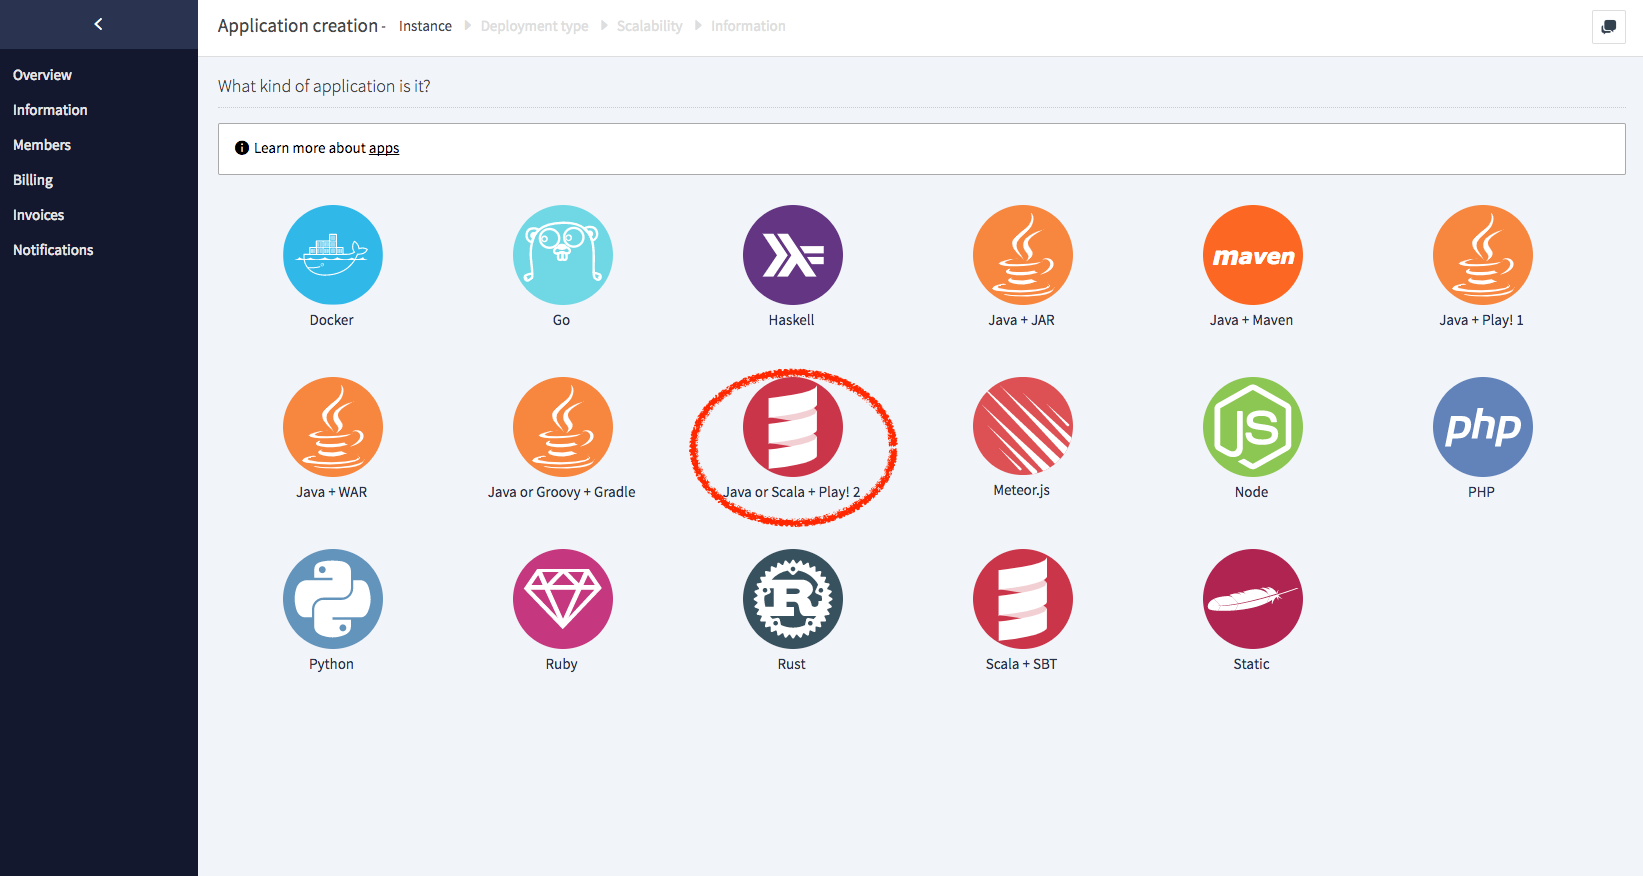 Application creation - Instance Deployment type Scalability Information
Overview
Information
Members
Billing
Invoices
Notifications
What kind of application is it?
Learn more about apps
maven
Docker Go Haskell Java + JAR Java + Maven Java + Play! 1
JS php
Java + WAR Java or Groovy + Gradle Java or Scala + Play! 2 Meteor.js Node PHP
R
Python Ruby Rust Scala + SBT Static